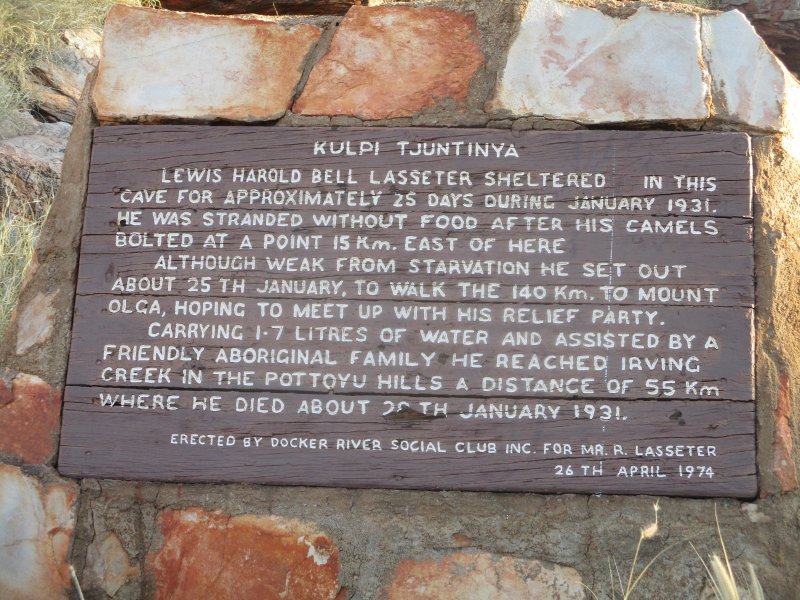 KULPI TJUNTINYA
LEWIS HAROLD BELL LASSETER SHELTERED IN THIS
CAVE FOR APPROXIMATELY 25 DAYS DURING JANUARY 1931.
HE WAS STRANDED WITHOUT FOOD AFTER HIS CAMELS
BOLTED AT A POINT 15 Km. EAST OF HERE
ALTHOUGH WEAK FROM STARVATION HE SET OUT
ABOUT 25 TH JANUARY, TO WALK THE 140 Km. TO MOUNT
OLGA, HOPING TO MEET UP WITH HIS RELIEF PARTY.
CARRYING 1·7 LITRES OF WATER AND ASSISTED BY A
FRIENDLY ABORIGINAL FAMILY HE REACHED IRVING
CREEK IN THE POTTOYU HILLS A DISTANCE OF 55 Km
WHERE HE DIED ABOUT TH JANUARY 1931.
ERECTED BY DOCKER RIVER SOCIAL CLUB INC. FOR MR. R. LASSETER
26 TH APRIL 1974